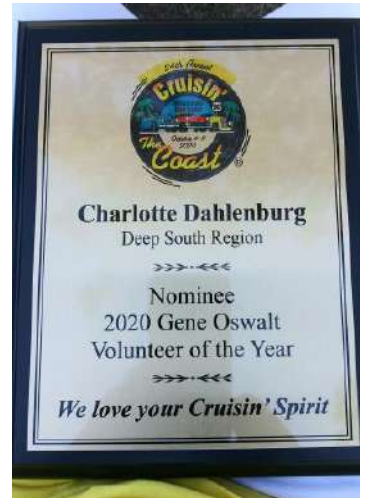 24th Annual
Cruisin'
The
Coast
®
Charlotte Dahlenburg
Deep South Region
Nominee
2020 Gene Oswalt
Volunteer of the Year
We love your Cruisin' Spirit